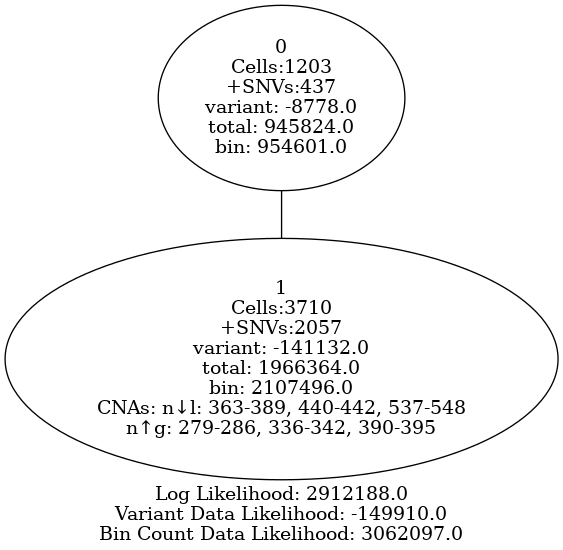 0
Cells:1203
+SNVs:437
variant: -8778.0
total: 945824.0
bin: 954601.0
1
Cells:3710
+SNVs:2057
variant: -141132.0
total: 1966364.0
bin: 2107496.0
CNAs: n↓l: 363-389, 440-442, 537-548
n↑g: 279-286, 336-342, 390-395
Log Likelihood: 2912188.0
Variant Data Likelihood: -149910.0
Bin Count Data Likelihood: 3062097.0